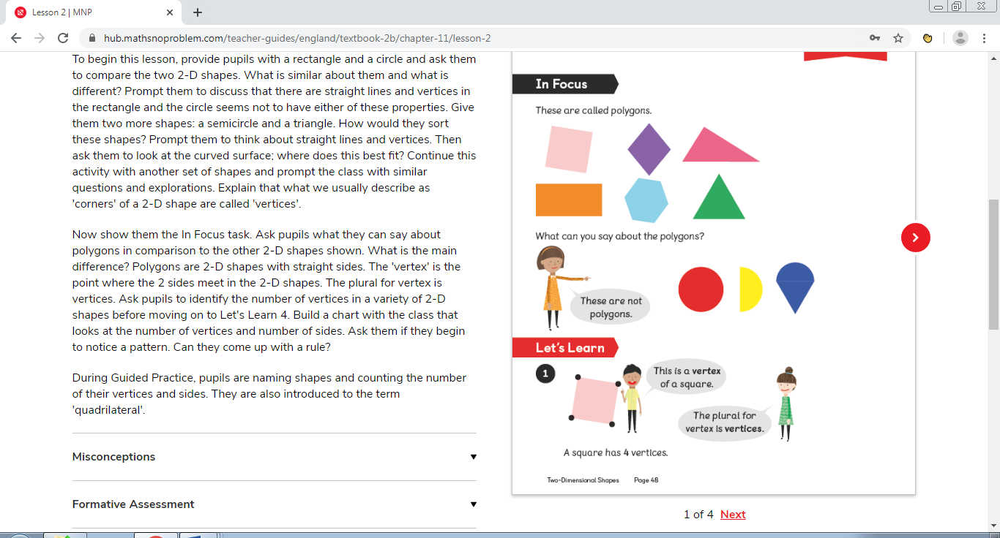 Lesson 2 | MNP
hub.mathsnoproblem.com/teacher-guides/england/textbook-2b/chapter-11/lesson-2
To begin this lesson, provide pupils with a rectangle and a circle and ask them
to compare the two 2-D shapes. What is similar about them and what is
different? Prompt them to discuss that there are straight lines and vertices in
the rectangle and the circle seems not to have either of these properties. Give
them two more shapes: a semicircle and a triangle. How would they sort
these shapes? Prompt them to think about straight lines and vertices. Then
ask them to look at the curved surface; where does this best fit? Continue this
activity with another set of shapes and prompt the class with similar
questions and explorations. Explain that what we usually describe as
'corners' of a 2-D shape are called 'vertices'.
Now show them the In Focus task. Ask pupils what they can say about
polygons in comparison to the other 2-D shapes shown. What is the main
difference? Polygons are 2-D shapes with straight sides. The 'vertex' is the
point where the 2 sides meet in the 2-D shapes. The plural for vertex is
vertices. Ask pupils to identify the number of vertices in a variety of 2-D
shapes before moving on to Let's Learn 4. Build a chart with the class that
looks at the number of vertices and number of sides. Ask them if they begin
to notice a pattern. Can they come up with a rule?
During Guided Practice, pupils are naming shapes and counting the number
of their vertices and sides. They are also introduced to the term
'quadrilateral'.
Misconceptions
Formative Assessment
In Focus
These are called polygons.
What can you say about the polygons?
These are not
polygons.
Let's Learn
1
This is a vertex
of a square.
The plural for
vertex is vertices.
A square has 4 vertices.
Two-Dimensional Shapes Page 48
1 of 4 Next